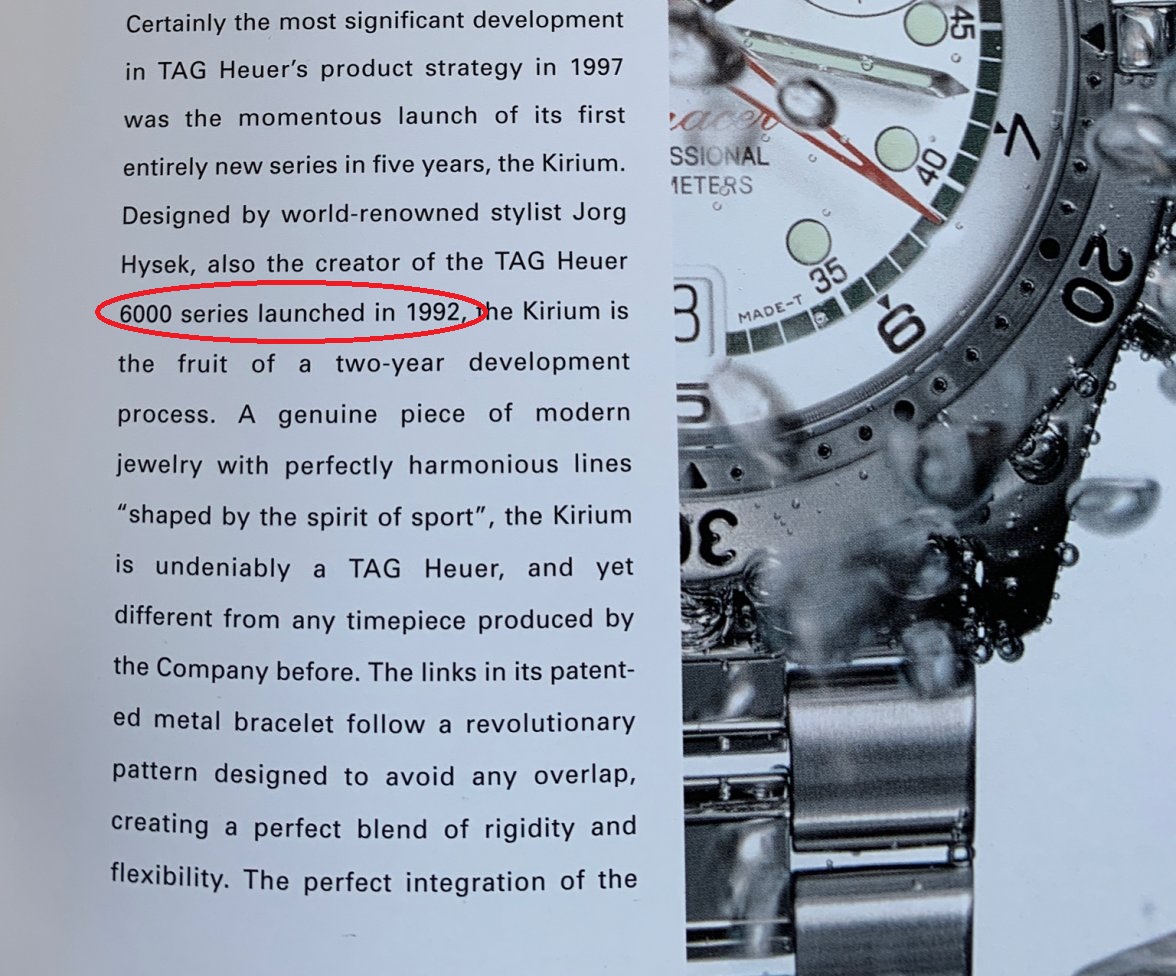 Certainly the most significant development
in TAG Heuer's product strategy in 1997
was the momentous launch of its first
entirely new series in five years, the Kirium.
Designed by world-renowned stylist Jorg
Hysek, also the creator of the TAG Heuer
6000 series launched in 1992, the Kirium is
the fruit of a two-year development
process. A genuine piece of modern
jewelry with perfectly harmonious lines
"shaped by the spirit of sport", the Kirium
is undeniably a TAG Heuer, and yet
different from any timepiece produced by
the Company before. The links in its patent-
ed metal bracelet follow a revolutionary
pattern designed to avoid any overlap,
creating a perfect blend of rigidity and
flexibility. The perfect integration of the
45
acer
SSIONAL
METERS
40
35
MADE-T
7
6
20
30